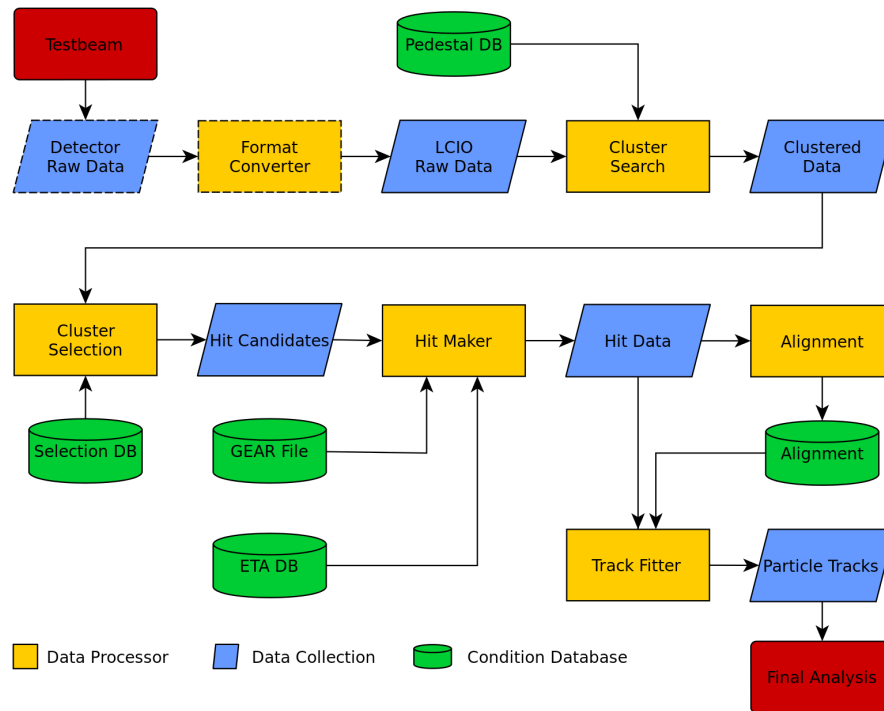 Testbeam
Pedestal DB
Detector
Raw Data
Format
Converter
LCIO
Raw Data
Cluster
Search
Clustered
Data
Cluster
Selection
Hit Candidates
Hit Maker
Hit Data
Alignment
Selection DB
GEAR File
Alignment
ETA DB
Track Fitter
Particle Tracks
Data Processor
Data Collection
Condition Database
Final Analysis